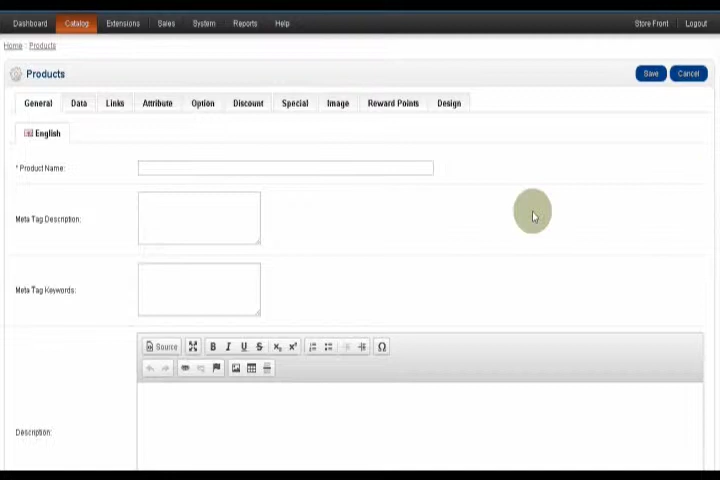 Dashboard Catalog Extensions Sales System Reports Help Store Front Logout
Home : Products
Products Save Cancel
General Data Links Attribute Option Discount Special Image Reward Points Design
English
* Product Name:
Meta Tag Description:
Meta Tag Keywords:
Source B I U S X₂ X² Ω
Description: